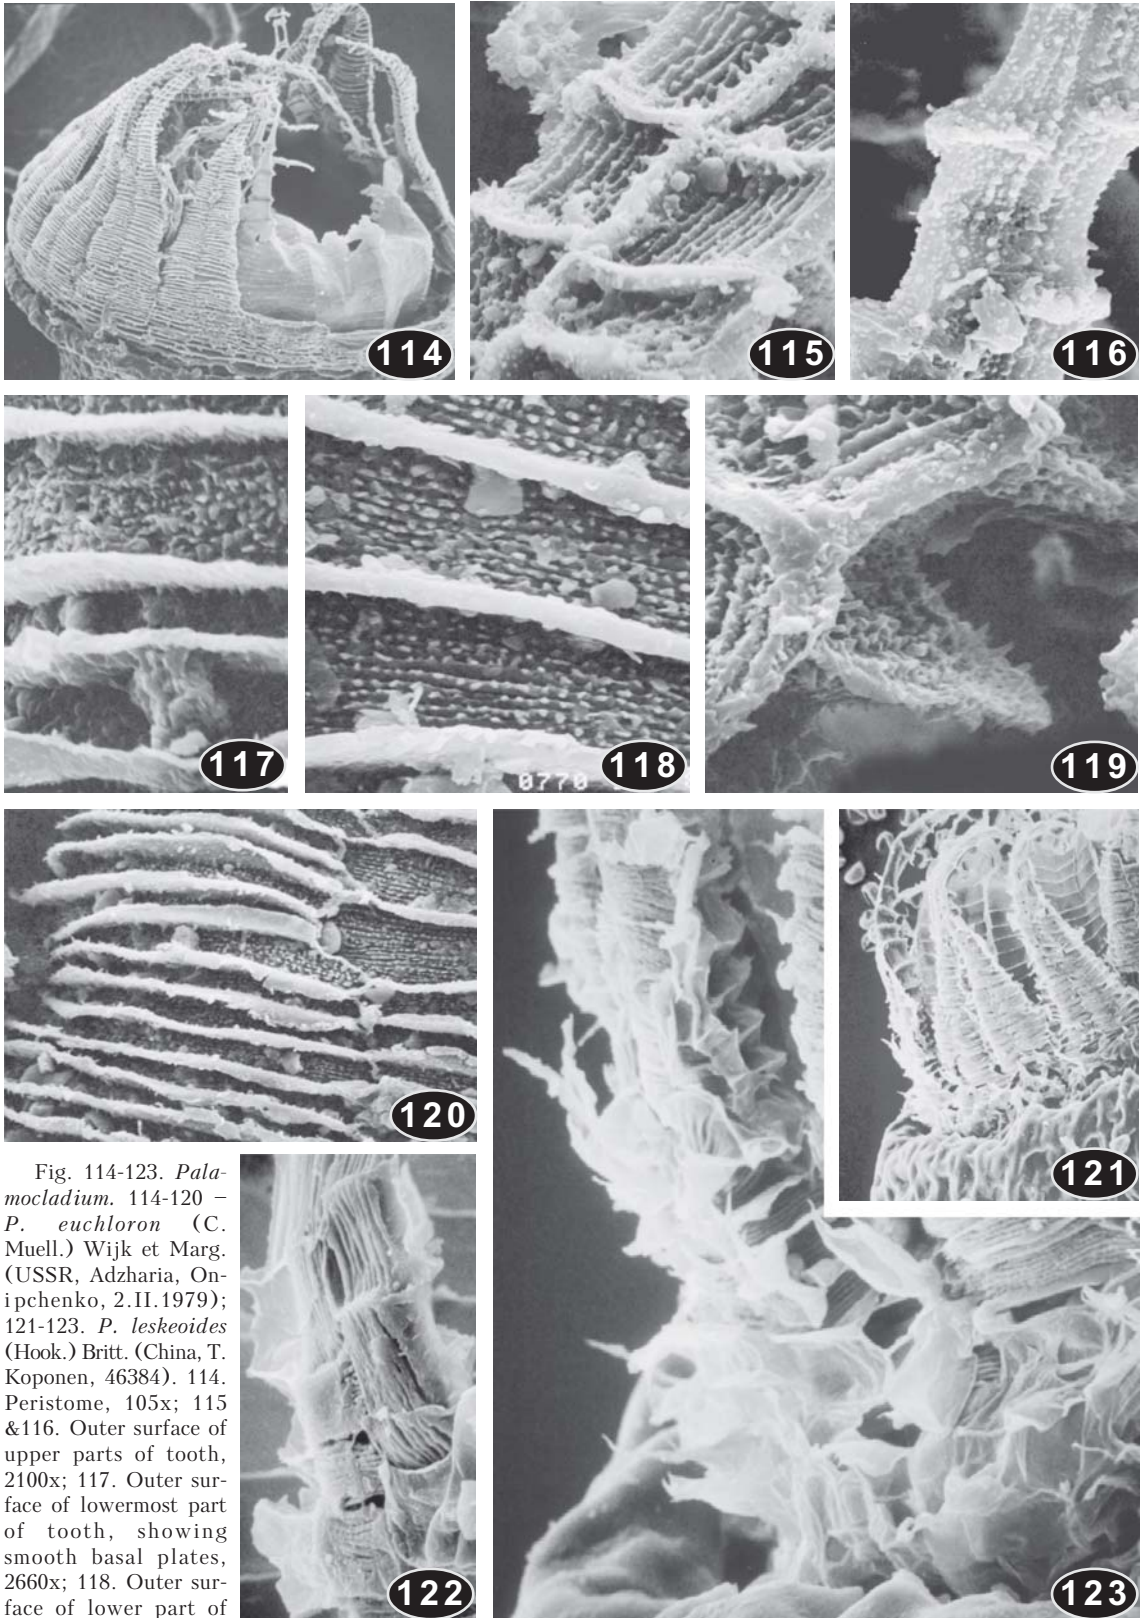 114
115
116
117
118
0770
119
120
121
Fig. 114-123. Pala-
mocladium. 114-120 –
P. euchloron (C.
Muell.) Wijk et Marg.
(USSR, Adzharia, On-
ipchenko, 2.II.1979);
121-123. P. leskeoides
(Hook.) Britt. (China, T.
Koponen, 46384). 114.
Peristome, 105x; 115
&116. Outer surface of
upper parts of tooth,
2100x; 117. Outer sur-
face of lowermost part
of tooth, showing
smooth basal plates,
2660x; 118. Outer sur-
face of lower part of
122
123